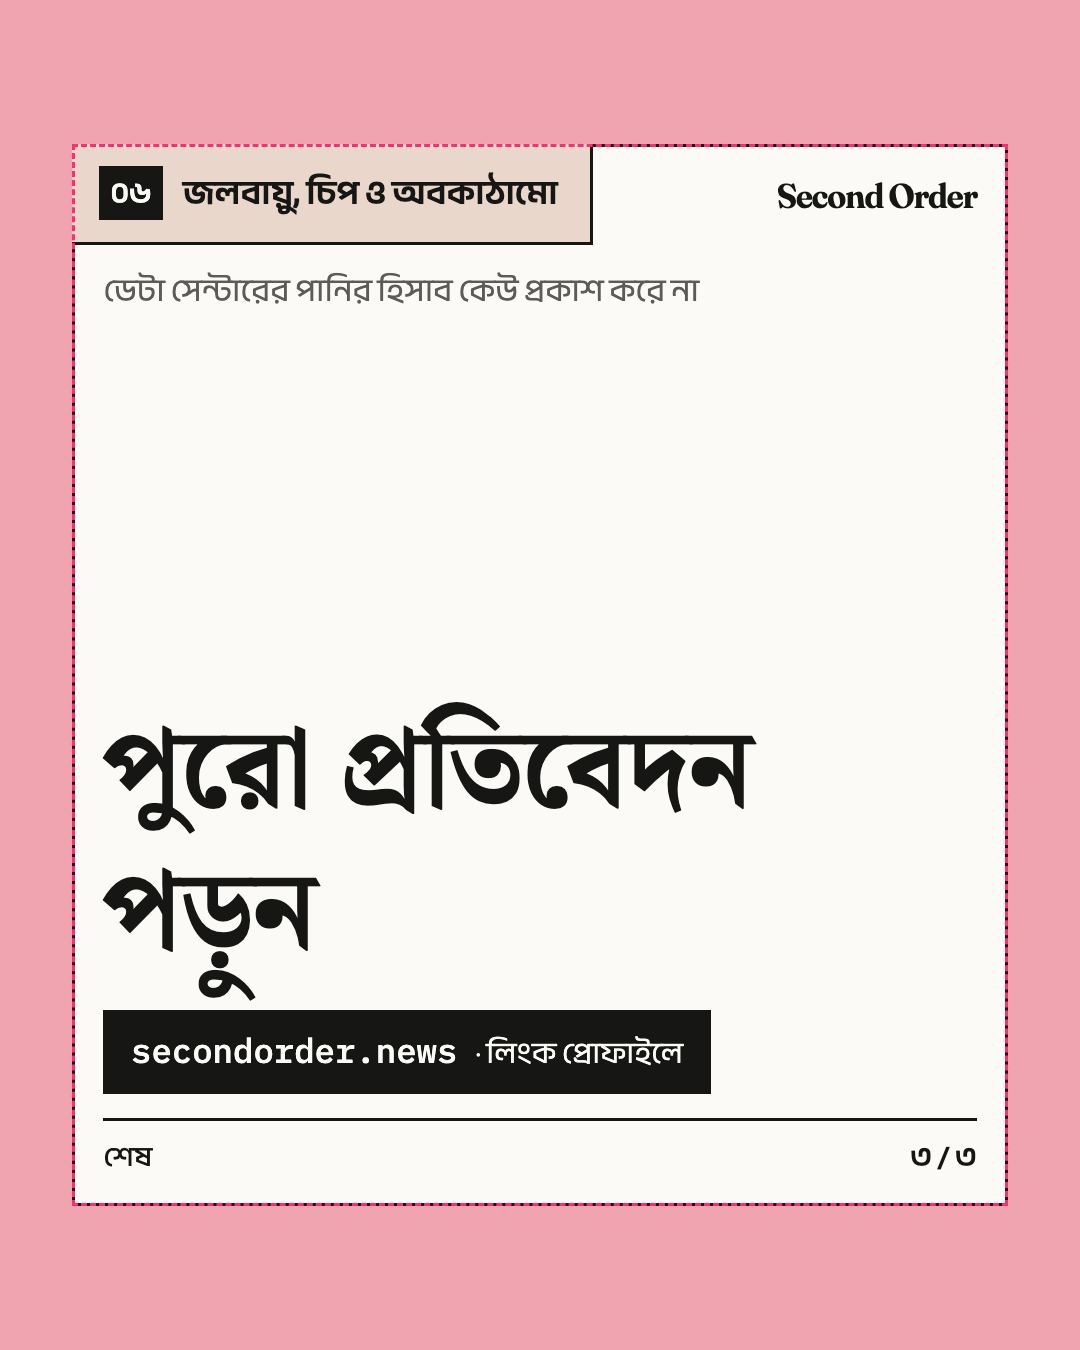 ০৬ জলবায়ু, চিপ ও অবকাঠামো
Second Order
ডেটা সেন্টারের পানির হিসাব কেউ প্রকাশ করে না
পুরো প্রতিবেদন
পড়ুন
secondorder.news · লিংক প্রোফাইলে
শেষ
৩ / ৩